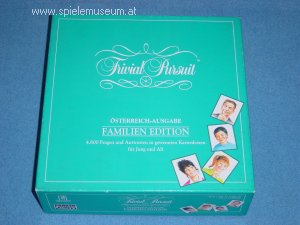 www.spielemuseum.at
Trivial Pursuit
ÖSTERREICH-AUSGABE
FAMILIEN EDITION
4.800 Fragen und Antworten in getrennten Kartenboxen
für Jung und Alt